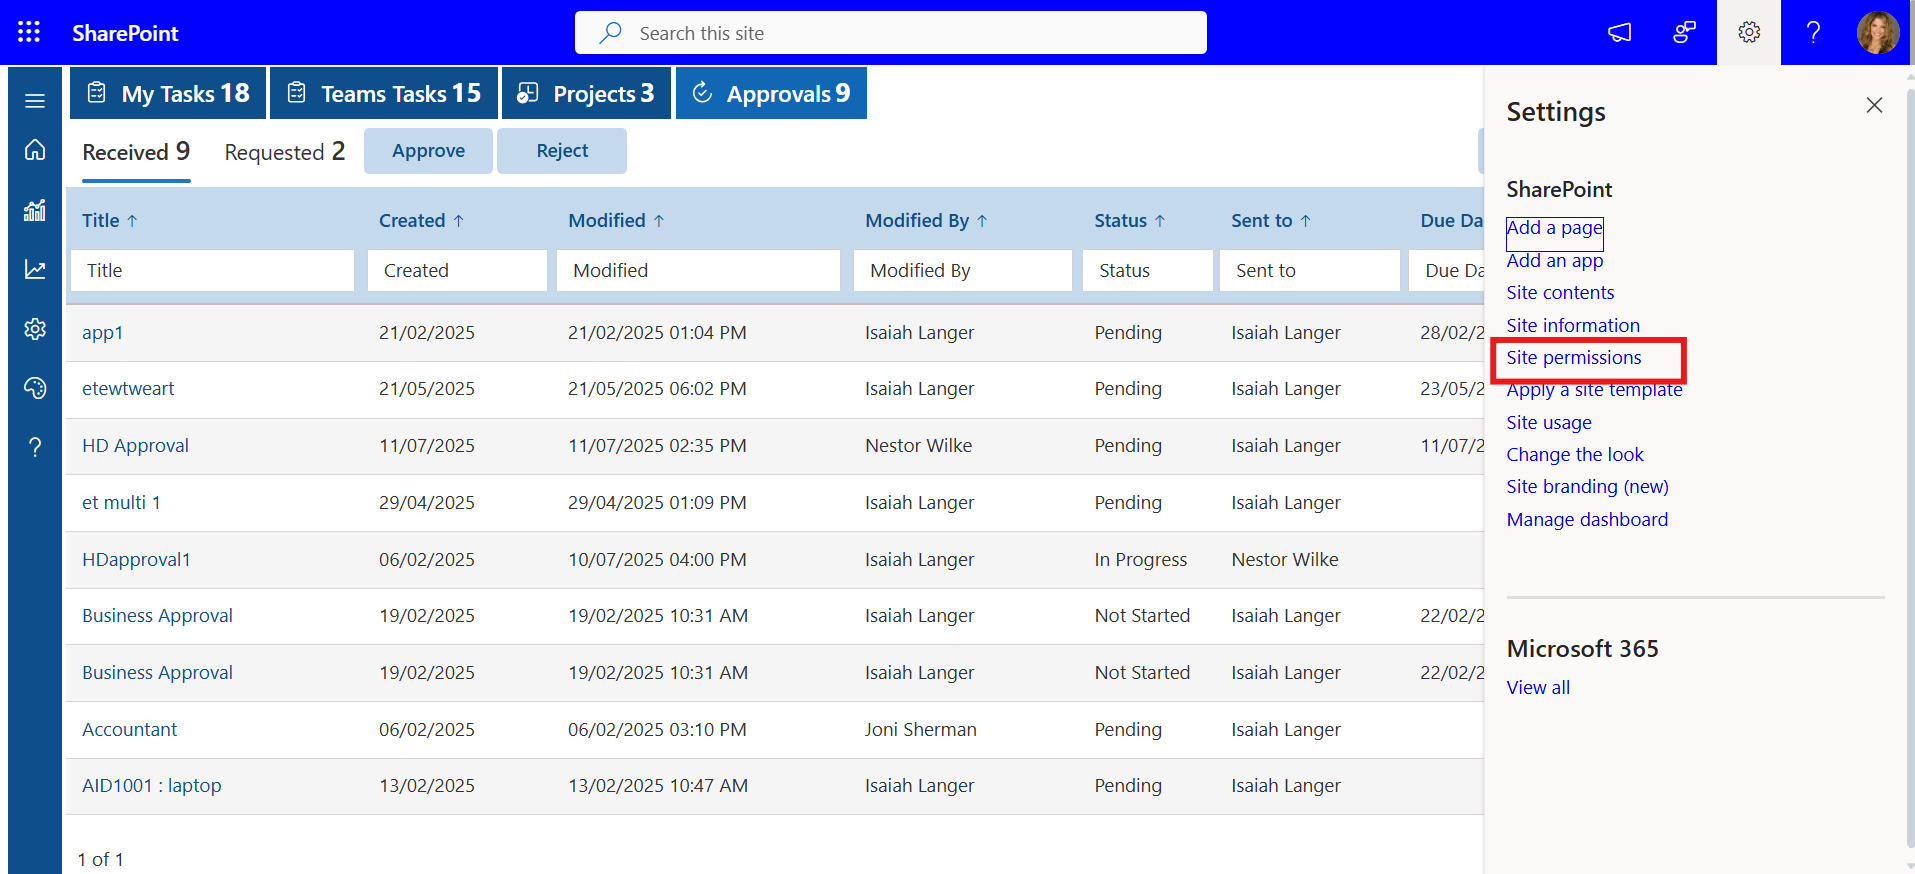 SharePoint
Search this site
My Tasks 18
Teams Tasks 15
Projects 3
Approvals 9
Received 9
Requested 2
Approve
Reject
Title ↑ Created ↑ Modified ↑ Modified By ↑ Status ↑ Sent to ↑ Due Da
Title Created Modified Modified By Status Sent to Due Da
app1 21/02/2025 21/02/2025 01:04 PM Isaiah Langer Pending Isaiah Langer 28/02/2
etewtweart 21/05/2025 21/05/2025 06:02 PM Isaiah Langer Pending Isaiah Langer 23/05/2
HD Approval 11/07/2025 11/07/2025 02:35 PM Nestor Wilke Pending Isaiah Langer 11/07/2
et multi 1 29/04/2025 29/04/2025 01:09 PM Isaiah Langer Pending Isaiah Langer
HDapproval1 06/02/2025 10/07/2025 04:00 PM Isaiah Langer In Progress Nestor Wilke
Business Approval 19/02/2025 19/02/2025 10:31 AM Isaiah Langer Not Started Isaiah Langer 22/02/2
Business Approval 19/02/2025 19/02/2025 10:31 AM Isaiah Langer Not Started Isaiah Langer 22/02/2
Accountant 06/02/2025 06/02/2025 03:10 PM Joni Sherman Pending Isaiah Langer
AID1001 : laptop 13/02/2025 13/02/2025 10:47 AM Isaiah Langer Pending Isaiah Langer
1 of 1
Settings
SharePoint
Add a page
Add an app
Site contents
Site information
Site permissions
Apply a site template
Site usage
Change the look
Site branding (new)
Manage dashboard
Microsoft 365
View all